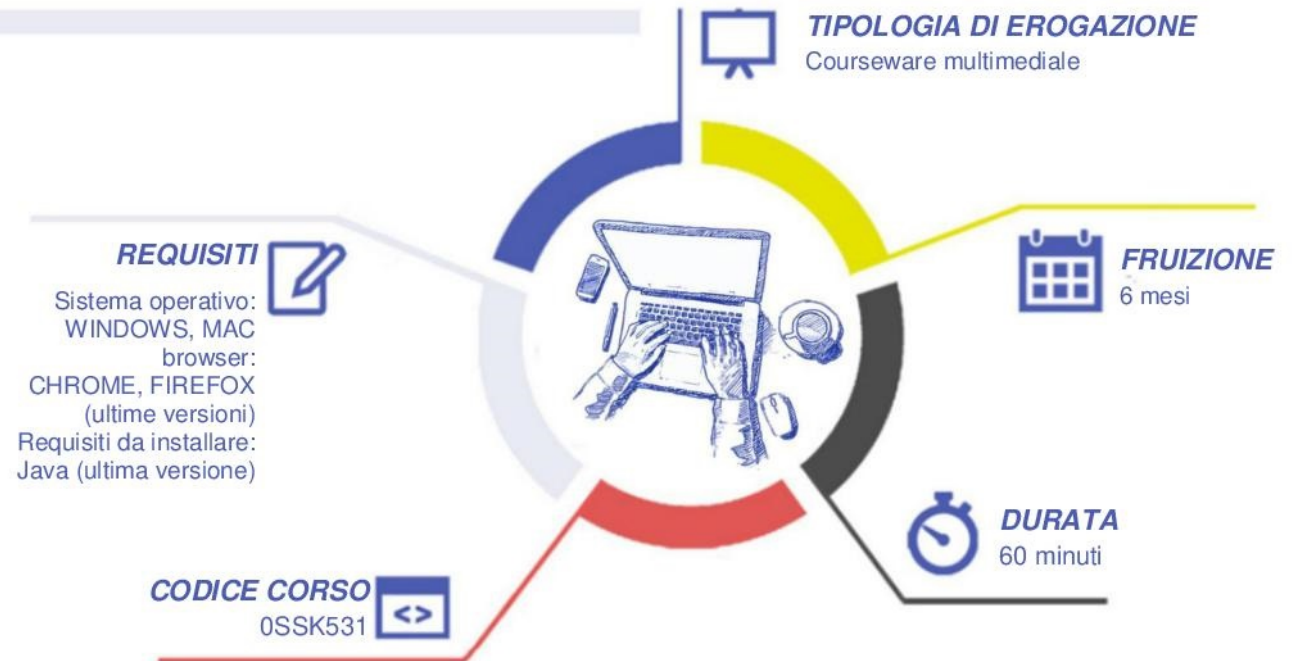 TIPOLOGIA DI EROGAZIONE
Courseware multimediale
REQUISITI
Sistema operativo:
WINDOWS, MAC
browser:
CHROME, FIREFOX
(ultime versioni)
Requisiti da installare:
Java (ultima versione)
FRUIZIONE
6 mesi
DURATA
60 minuti
CODICE CORSO
0SSK531